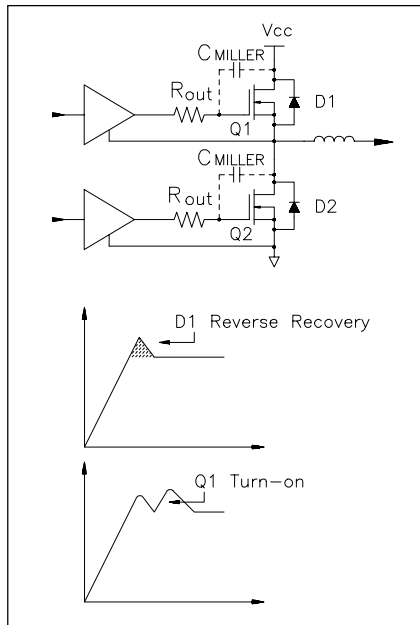 Vcc
CMILLER
Rout
D1
Q1
CMILLER
Rout
D2
Q2
D1 Reverse Recovery
Q1 Turn-on